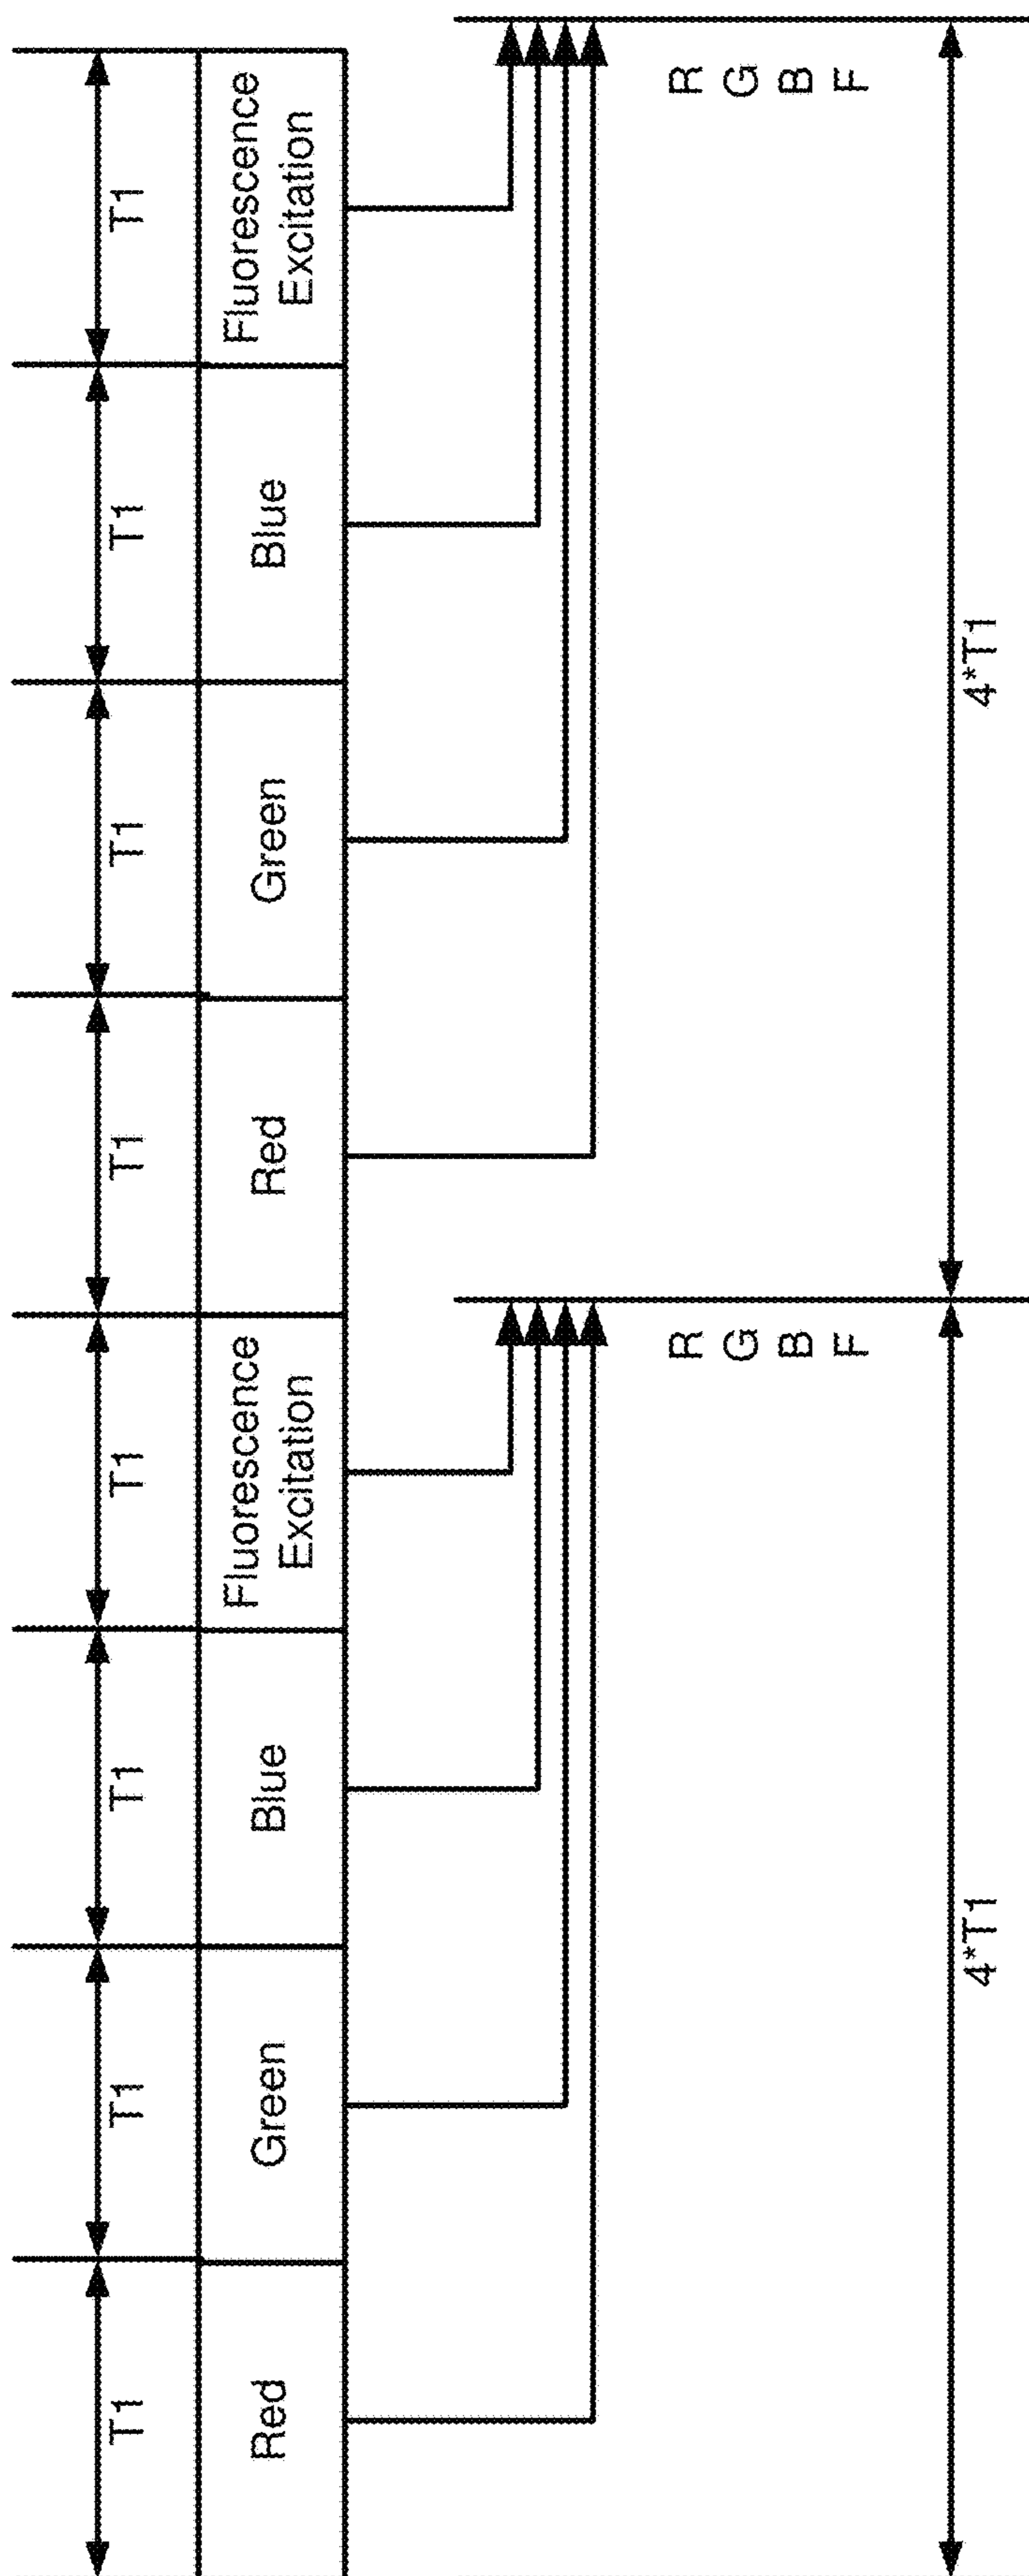 T1
T1
T1
T1
T1
T1
T1
T1
Red
Green
Blue
Fluorescence
Excitation
Red
Green
Blue
Fluorescence
Excitation
R
G
B
F
R
G
B
F
4*T1
4*T1